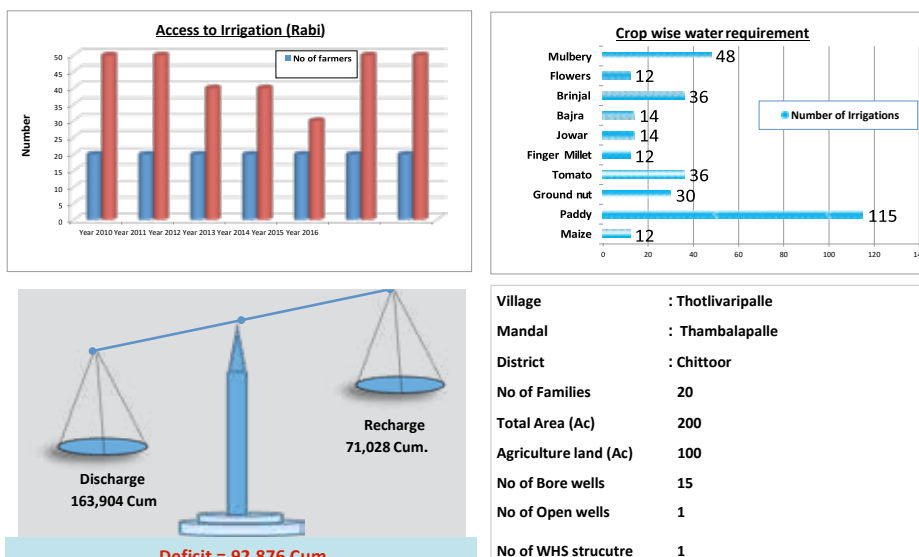 Access to Irrigation (Rabi)
No of farmers
Number
50
45
40
35
30
25
20
15
10
5
0
Year 2010 Year 2011 Year 2012 Year 2013 Year 2014 Year 2015 Year 2016
Crop wise water requirement
Mulbery 48
Flowers 12
Brinjal 36
Bajra 14
Jowar 14
Finger Millet 12
Tomato 36
Ground nut 30
Paddy 115
Maize 12
Number of Irrigations
0 20 40 60 80 100 120 14
Discharge
163,904 Cum
Recharge
71,028 Cum.
Deficit = 92,876 Cum
Village : Thotlivaripalle
Mandal : Thambalapalle
District : Chittoor
No of Families 20
Total Area (Ac) 200
Agriculture land (Ac) 100
No of Bore wells 15
No of Open wells 1
No of WHS strucutre 1